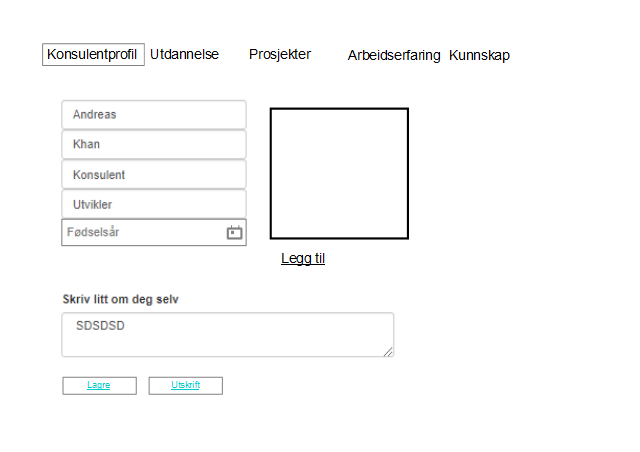 Konsulentprofil Utdannelse Prosjekter Arbeidserfaring Kunnskap
Andreas
Khan
Konsulent
Utvikler
Fødselsår
Legg til
Skriv litt om deg selv
SDSDSD
Lagre Utskrift